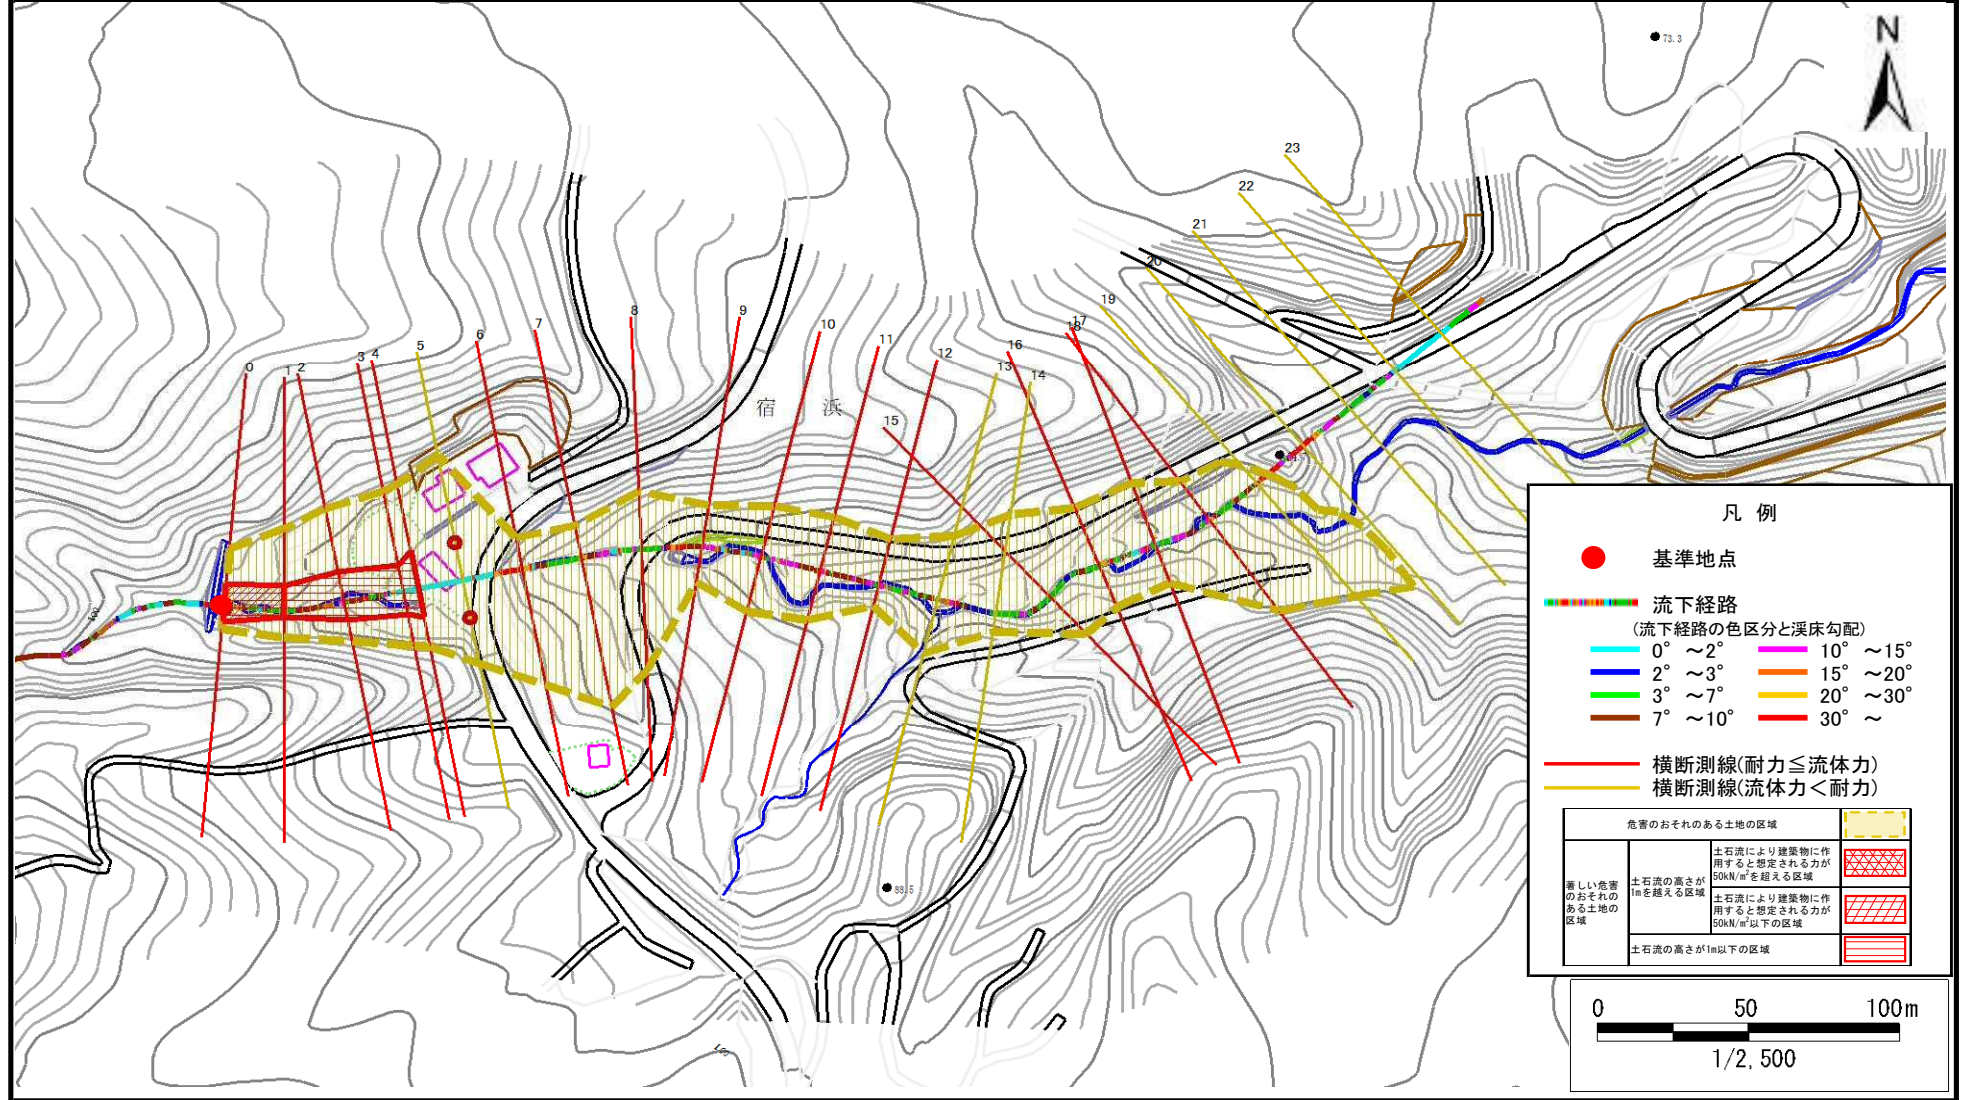 N
73.3
23
22
21
20
19
17
18
16
13
14
15
12
11
10
9
8
7
6
5
4
3
2
1
0
宿 浜
100
88.5
100
凡 例
基準地点
流下経路
(流下経路の色区分と渓床勾配)
0° ～2° 10° ～15°
2° ～3° 15° ～20°
3° ～7° 20° ～30°
7° ～10° 30° ～
横断測線(耐力≦流体力)
横断測線(流体力＜耐力)
危害のおそれのある土地の区域
著しい危害
のおそれの
ある土地の
区域
土石流の高さが
1mを越える区域
土石流により建築物に作
用すると想定される力が
50kN/m²を超える区域
土石流により建築物に作
用すると想定される力が
50kN/m²以下の区域
土石流の高さが1m以下の区域
0 50 100m
1/2,500